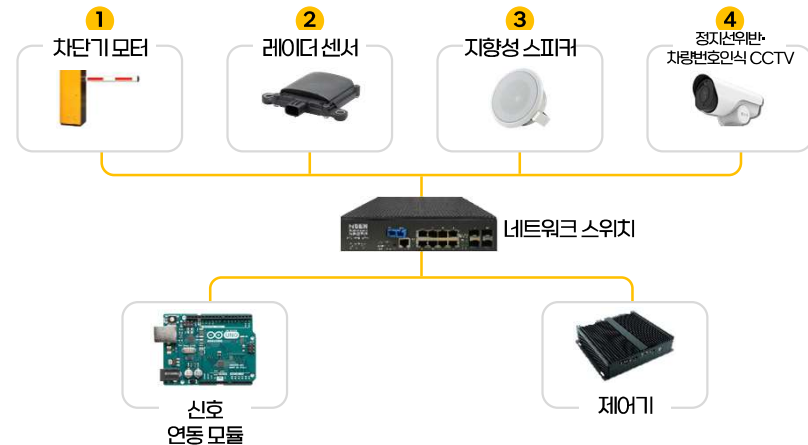 1
2
3
4
차단기 모터
레이더 센서
지향성 스피커
정지선위반·
차량번호인식 CCTV
네트워크 스위치
신호
연동 모듈
제어기